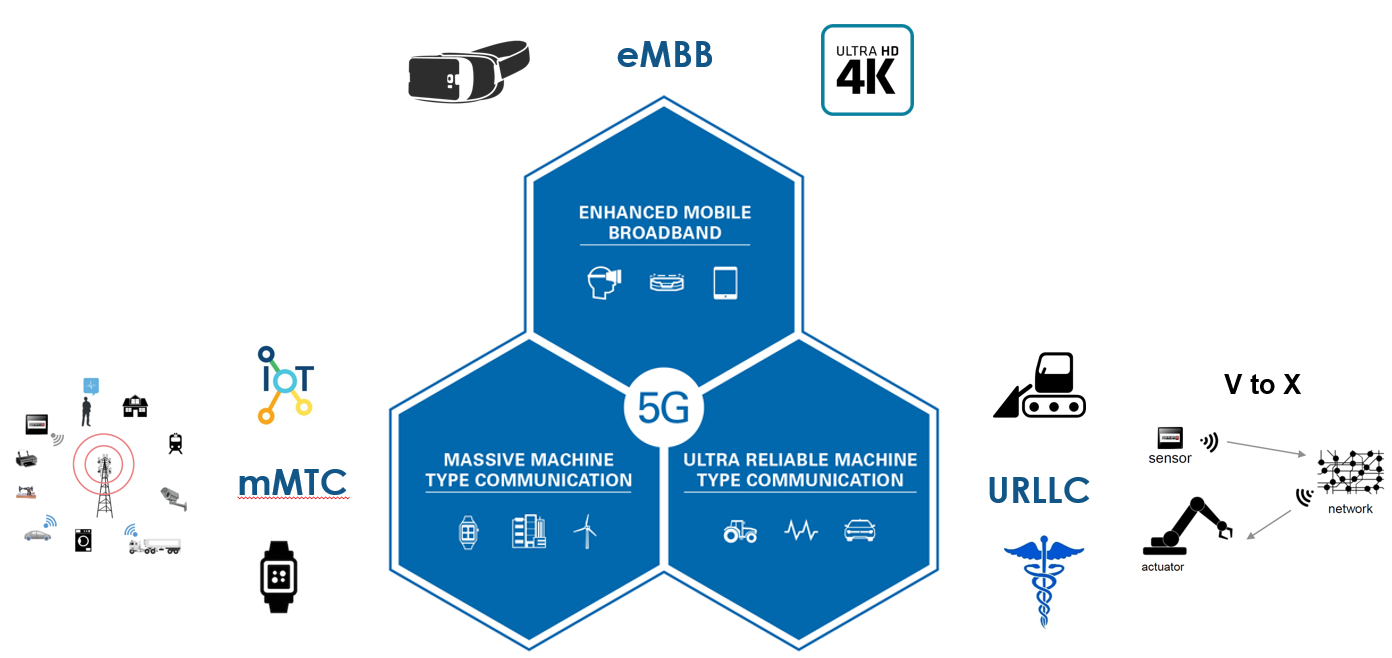 eMBB
ULTRA HD
4K
ENHANCED MOBILE
BROADBAND
5G
IoT
mMTC
MASSIVE MACHINE
TYPE COMMUNICATION
ULTRA RELIABLE MACHINE
TYPE COMMUNICATION
URLLC
V to X
sensor
network
actuator